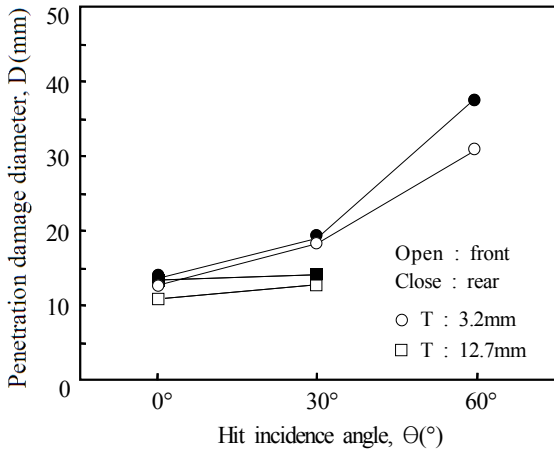 Penetration damage diameter, D (mm)
50
40
30
20
10
0
Open : front
Close : rear
T : 3.2mm
T : 12.7mm
0°
30°
60°
Hit incidence angle, Θ(°)